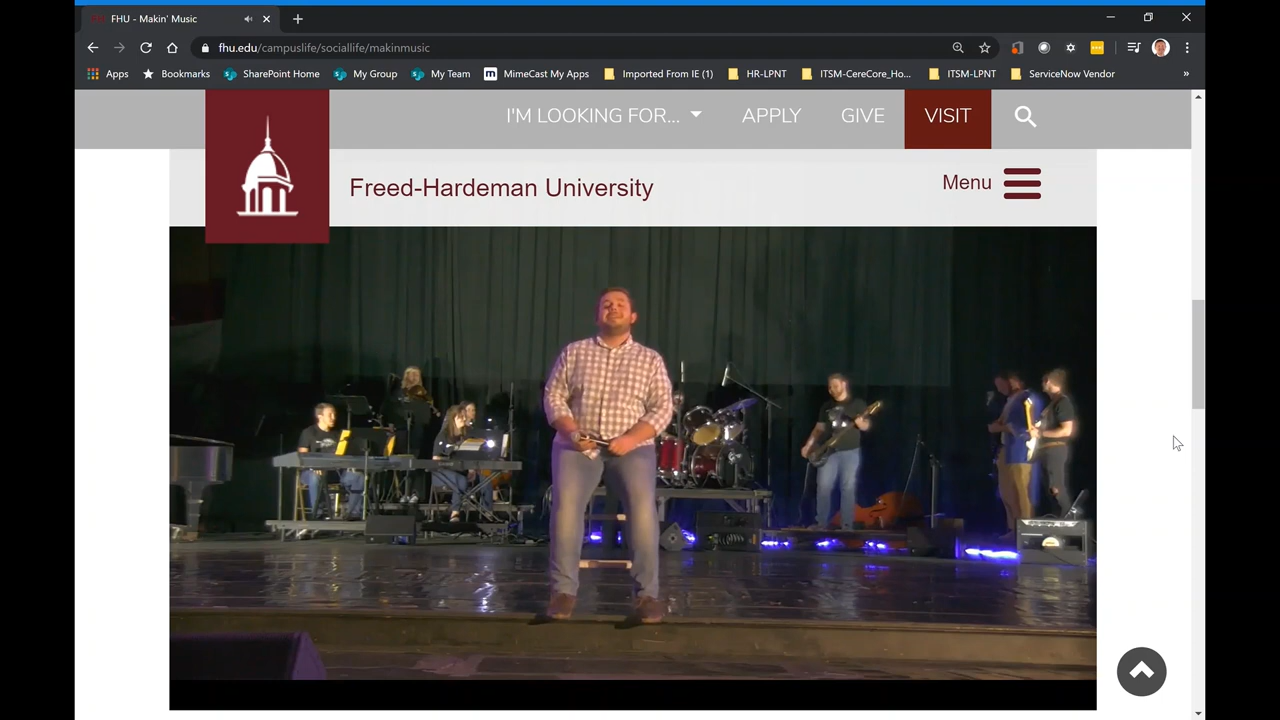 FHU - Makin' Music
fhu.edu/campuslife/sociallife/makinmusic
Apps Bookmarks SharePoint Home My Group My Team m MimeCast My Apps Imported From IE (1) HR-LPNT ITSM-CereCore_Ho... ITSM-LPNT ServiceNow Vendor »
I'M LOOKING FOR... APPLY GIVE VISIT
Freed-Hardeman University Menu